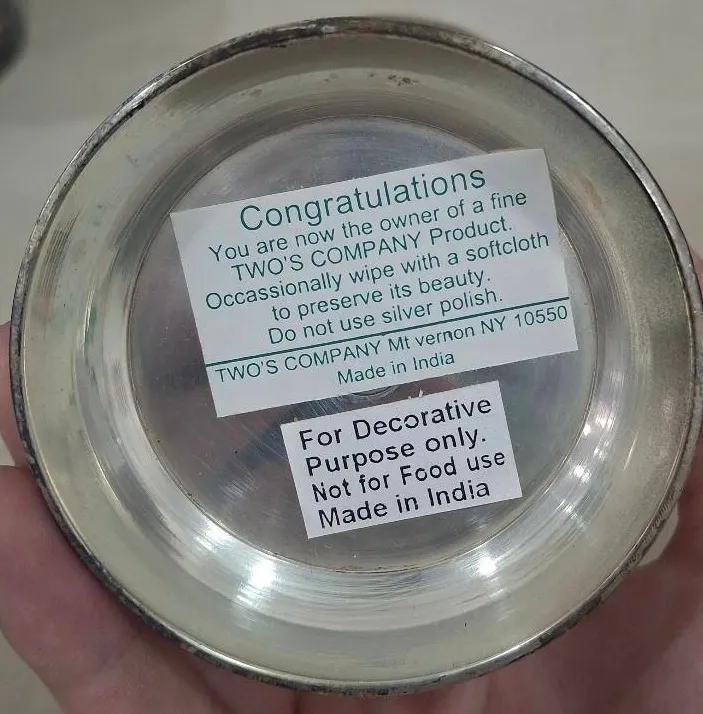 Congratulations
You are now the owner of a fine
TWO'S COMPANY Product.
Occassionally wipe with a softcloth
to preserve its beauty.
Do not use silver polish.
TWO'S COMPANY Mt vernon NY 10550
Made in India
For Decorative
Purpose only.
Not for Food use
Made in India